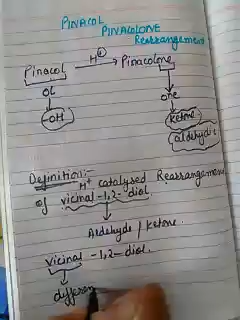 PINACOL
PINACOLONE
Rearrangement
Pinacol H⊕ → Pinacolone
ol one
-OH ketone
aldehyde
Definition:-
H+ catalysed Rearrangement
of vicinal-1,2-diol
Aldehyde / Ketone.
vicinal -1,2-diol.
differen